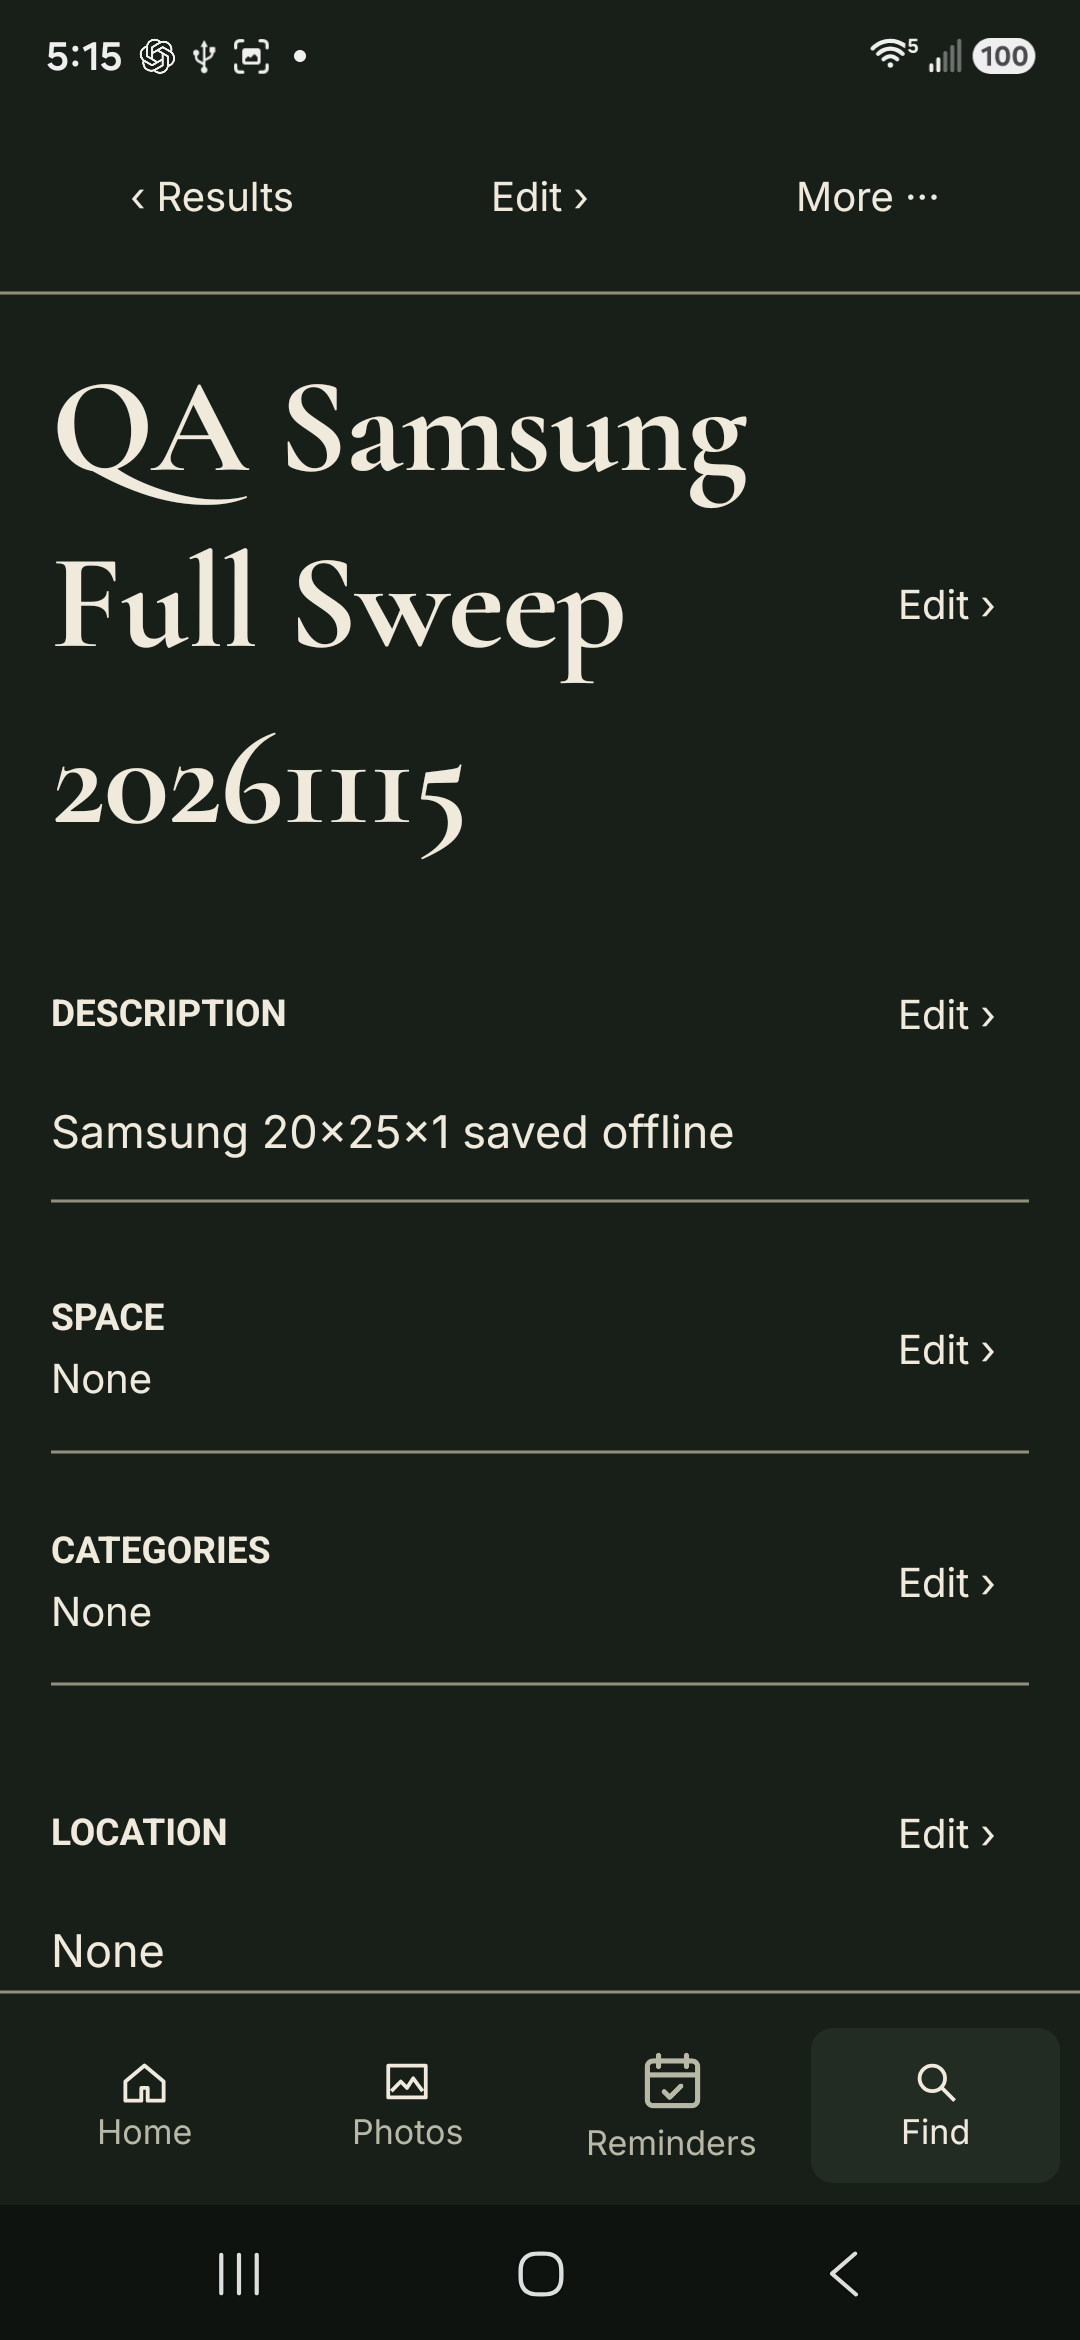 5:15
5
100
‹ Results
Edit ›
More ···
QA Samsung
Full Sweep
20261115
Edit ›
DESCRIPTION
Edit ›
Samsung 20×25×1 saved offline
SPACE
None
Edit ›
CATEGORIES
None
Edit ›
LOCATION
Edit ›
None
Home
Photos
Reminders
Find